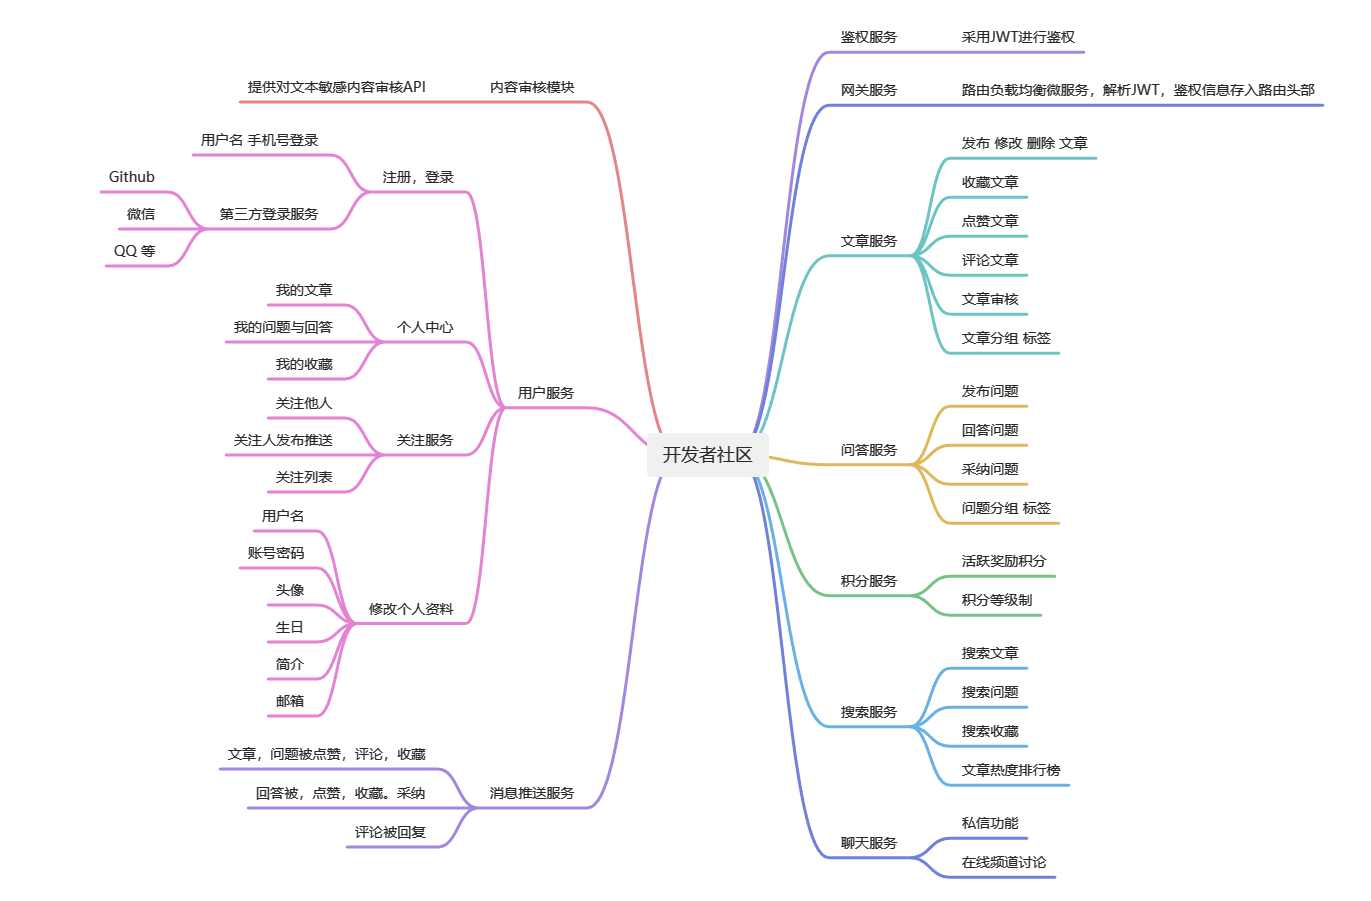 开发者社区
鉴权服务
采用JWT进行鉴权
网关服务
路由负载均衡微服务，解析JWT，鉴权信息存入路由头部
文章服务
发布 修改 删除 文章
收藏文章
点赞文章
评论文章
文章审核
文章分组 标签
问答服务
发布问题
回答问题
采纳问题
问题分组 标签
积分服务
活跃奖励积分
积分等级制
搜索服务
搜索文章
搜索问题
搜索收藏
文章热度排行榜
聊天服务
私信功能
在线频道讨论
内容审核模块
提供对文本敏感内容审核API
用户服务
注册，登录
用户名 手机号登录
第三方登录服务
Github
微信
QQ 等
个人中心
我的文章
我的问题与回答
我的收藏
关注服务
关注他人
关注人发布推送
关注列表
修改个人资料
用户名
账号密码
头像
生日
简介
邮箱
消息推送服务
文章，问题被点赞，评论，收藏
回答被，点赞，收藏。采纳
评论被回复